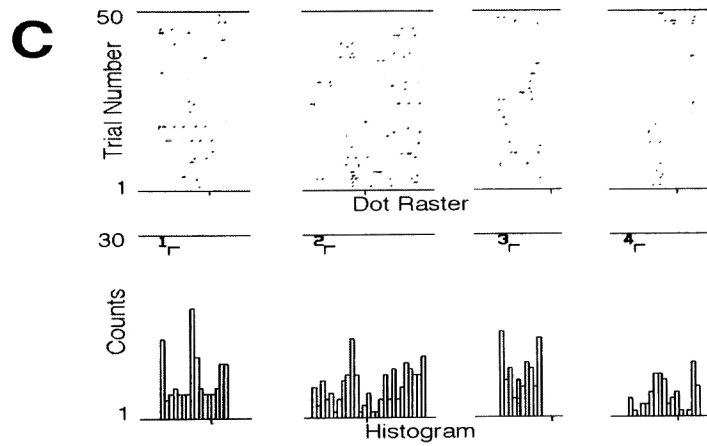 C
50
Trial Number
1
Dot Raster
30
1 2 3 4
Counts
1
Histogram